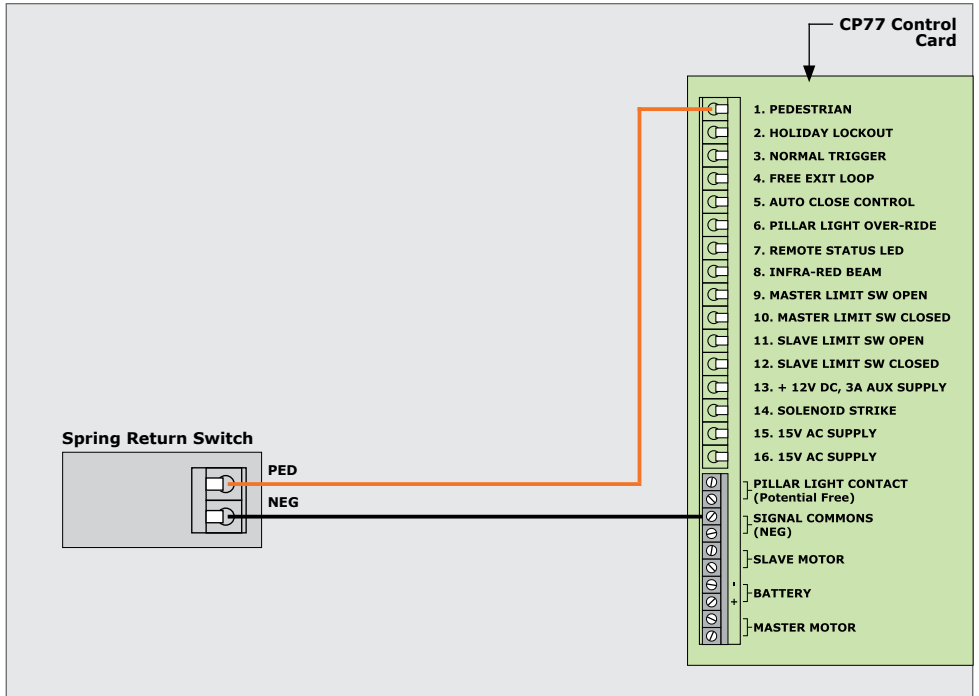 CP77 Control
Card
1. PEDESTRIAN
2. HOLIDAY LOCKOUT
3. NORMAL TRIGGER
4. FREE EXIT LOOP
5. AUTO CLOSE CONTROL
6. PILLAR LIGHT OVER-RIDE
7. REMOTE STATUS LED
8. INFRA-RED BEAM
9. MASTER LIMIT SW OPEN
10. MASTER LIMIT SW CLOSED
11. SLAVE LIMIT SW OPEN
12. SLAVE LIMIT SW CLOSED
13. + 12V DC, 3A AUX SUPPLY
14. SOLENOID STRIKE
15. 15V AC SUPPLY
16. 15V AC SUPPLY
PILLAR LIGHT CONTACT
(Potential Free)
SIGNAL COMMONS
(NEG)
SLAVE MOTOR
-
BATTERY
+
MASTER MOTOR
Spring Return Switch
PED
NEG